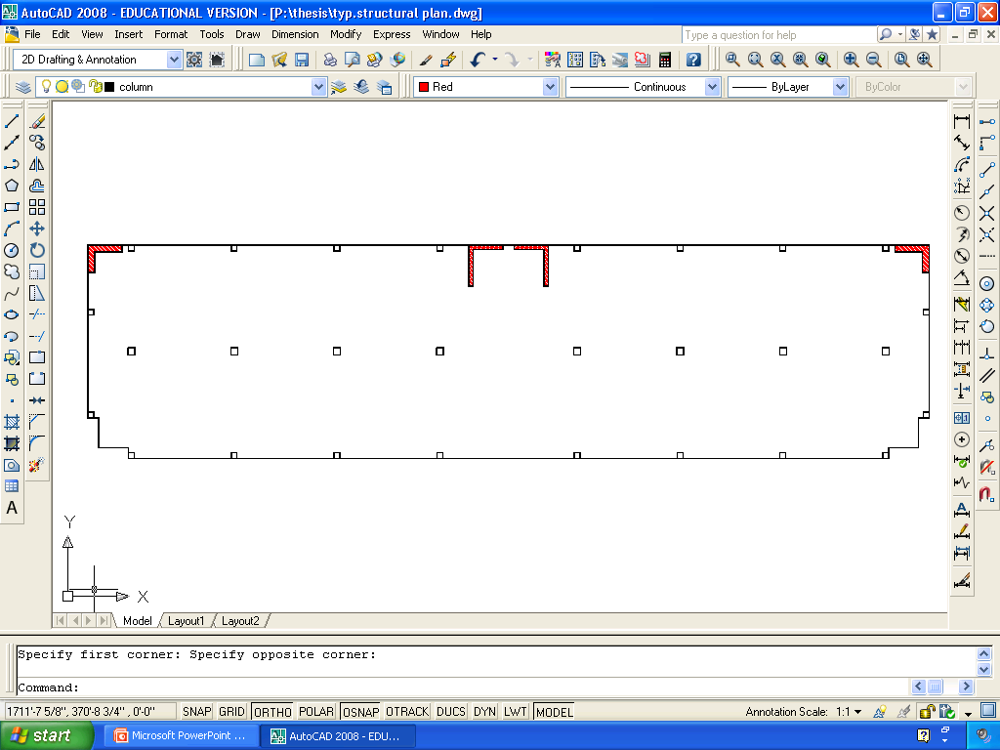 AutoCAD 2008 - EDUCATIONAL VERSION - [P:\thesis\typ.structural plan.dwg]
File Edit View Insert Format Tools Draw Dimension Modify Express Window Help Type a question for help
2D Drafting & Annotation
column Red Continuous ByLayer ByColor
A
A
Y
X
Model Layout1 Layout2
Specify first corner: Specify opposite corner:
Command:
1711'-7 5/8", 370'-8 3/4" , 0'-0" SNAP GRID ORTHO POLAR OSNAP OTRACK DUCS DYN LWT MODEL Annotation Scale: 1:1
start Microsoft PowerPoint ... AutoCAD 2008 - EDU...